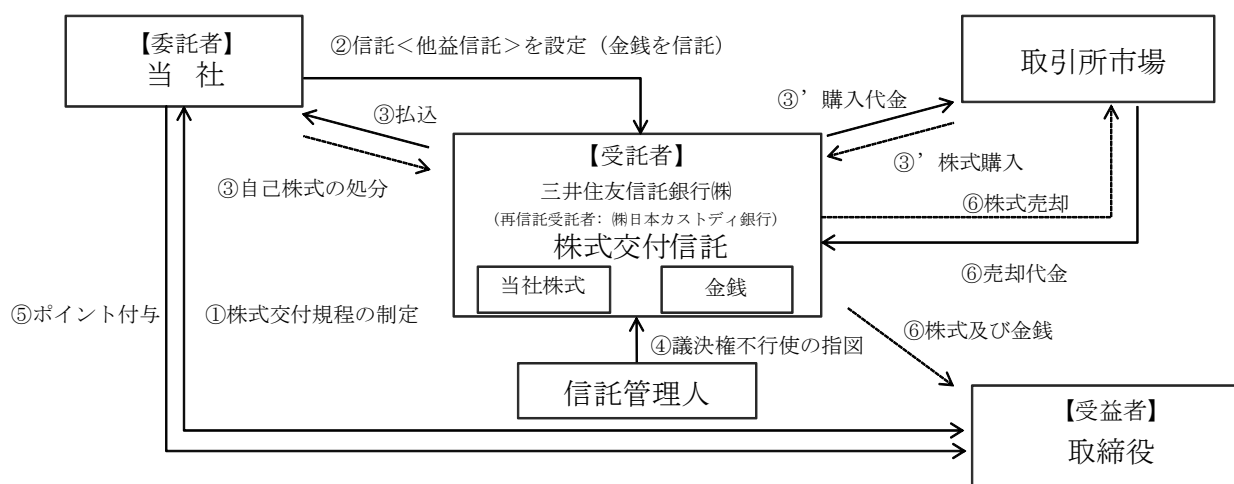 【委託者】
当　社
②信託＜他益信託＞を設定（金銭を信託）
取引所市場
③払込
③自己株式の処分
③’購入代金
③’株式購入
【受託者】
三井住友信託銀行㈱
(再信託受託者：㈱日本カストディ銀行)
株式交付信託
当社株式
金銭
⑥株式売却
⑥売却代金
⑤ポイント付与
①株式交付規程の制定
④議決権不行使の指図
⑥株式及び金銭
信託管理人
【受益者】
取締役